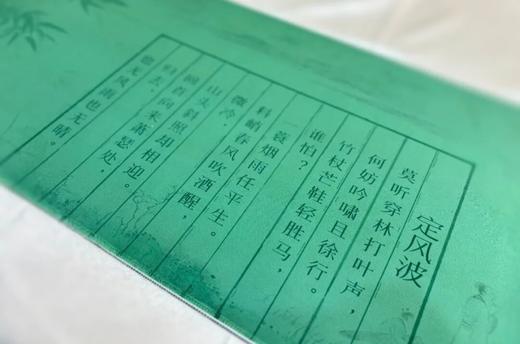 定风波
莫听穿林打叶声，
何妨吟啸且徐行。
竹杖芒鞋轻胜马，
谁怕？
一蓑烟雨任平生。
料峭春风吹酒醒，
微冷，
山头斜照却相迎。
回首向来萧瑟处，
归去，
也无风雨也无晴。